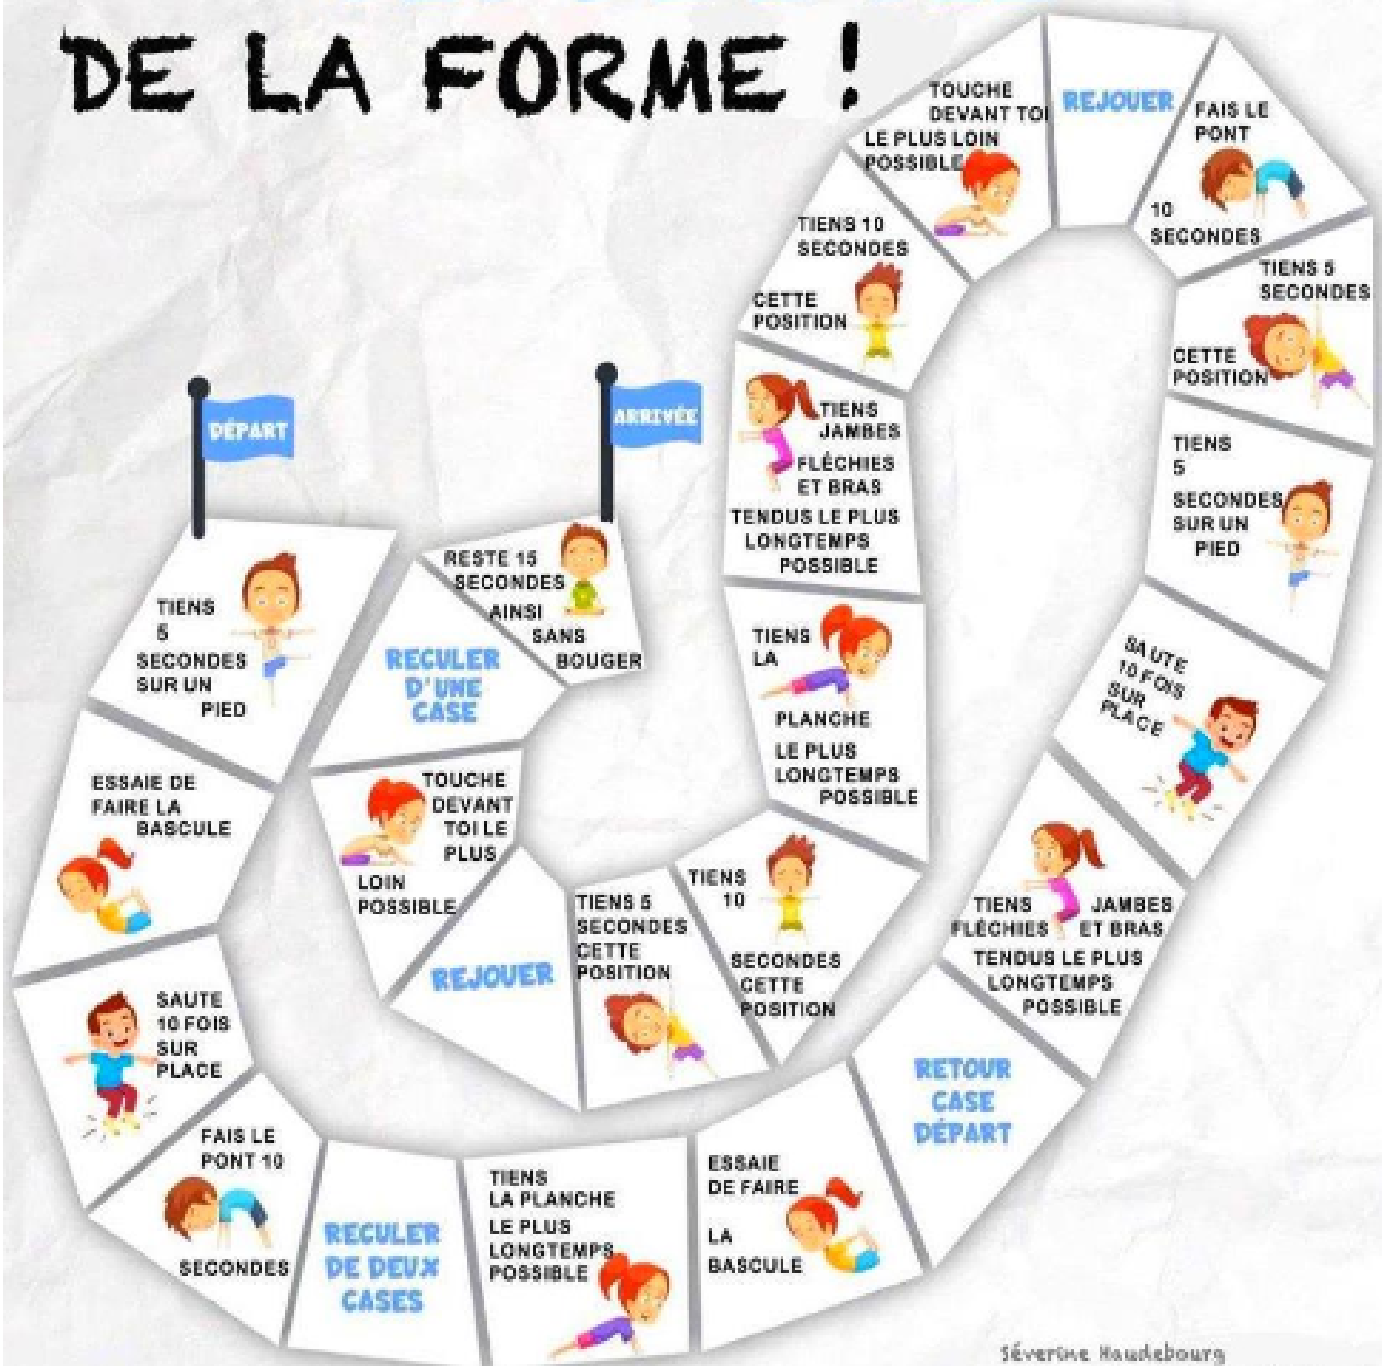 DE LA FORME !
DÉPART
TIENS
5
SECONDES
SUR UN
PIED
ESSAIE DE
FAIRE LA
BASCULE
SAUTE
10 FOIS
SUR
PLACE
FAIS LE
PONT 10
SECONDES
RECULER
DE DEUX
CASES
TIENS
LA PLANCHE
LE PLUS
LONGTEMPS
POSSIBLE
ESSAIE
DE FAIRE
LA
BASCULE
RETOUR
CASE
DÉPART
TIENS JAMBES
FLÉCHIES ET BRAS
TENDUS LE PLUS
LONGTEMPS
POSSIBLE
SAUTE
10 FOIS
SUR
PLACE
TIENS
5
SECONDES
SUR UN
PIED
TIENS 5
SECONDES
CETTE
POSITION
FAIS LE
PONT
10
SECONDES
REJOUER
TOUCHE
DEVANT TOI
LE PLUS LOIN
POSSIBLE
TIENS 10
SECONDES
CETTE
POSITION
TIENS
JAMBES
FLÉCHIES
ET BRAS
TENDUS LE PLUS
LONGTEMPS
POSSIBLE
TIENS
LA
PLANCHE
LE PLUS
LONGTEMPS
POSSIBLE
TIENS
10
SECONDES
CETTE
POSITION
TIENS 5
SECONDES
CETTE
POSITION
REJOUER
TOUCHE
DEVANT
TOI LE
PLUS
LOIN
POSSIBLE
RECULER
D'UNE
CASE
RESTE 15
SECONDES
AINSI
SANS
BOUGER
ARRIVÉE
Séverine Haudebourg